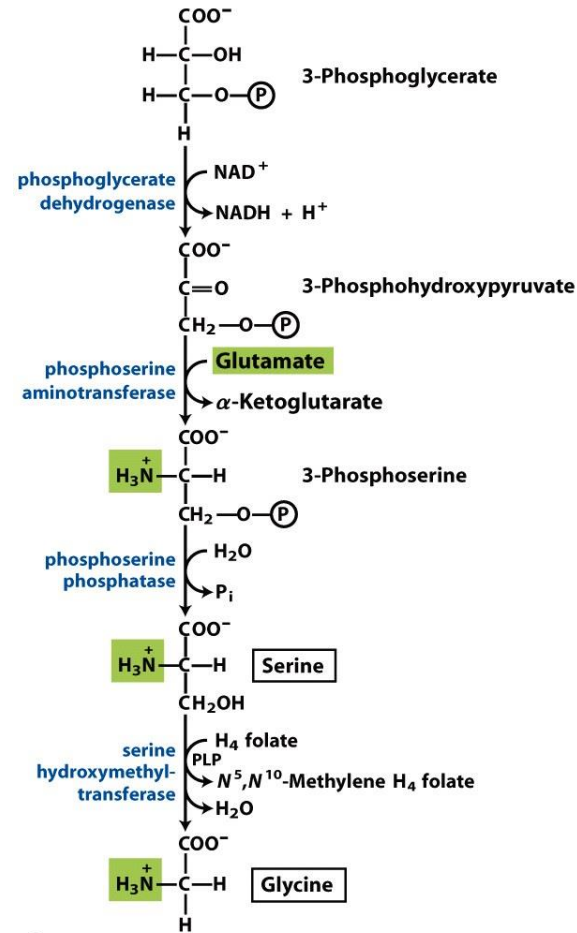 COO⁻
H—C—OH
3-Phosphoglycerate
H—C—O—P
H
phosphoglycerate
dehydrogenase
NAD⁺
NADH + H⁺
COO⁻
C=O
3-Phosphohydroxypyruvate
CH₂—O—P
phosphoserine
aminotransferase
Glutamate
α-Ketoglutarate
COO⁻
H₃N⁺—C—H
3-Phosphoserine
CH₂—O—P
phosphoserine
phosphatase
H₂O
Pᵢ
COO⁻
H₃N⁺—C—H
Serine
CH₂OH
serine
hydroxymethyl-
transferase
H₄ folate
PLP
N⁵,N¹⁰-Methylene H₄ folate
H₂O
COO⁻
H₃N⁺—C—H
Glycine
H